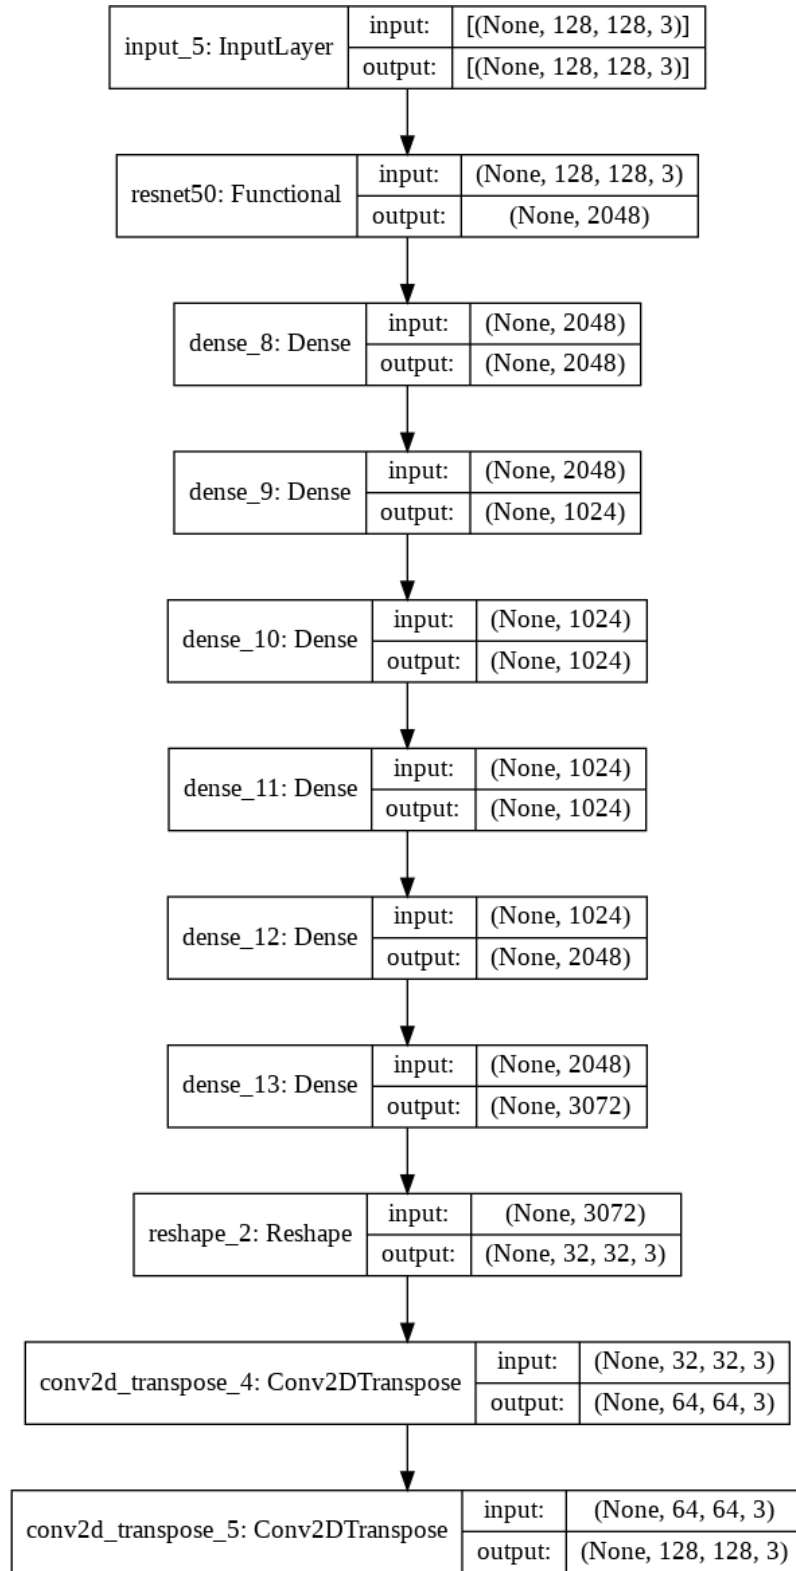 input_5: InputLayer
input: [(None, 128, 128, 3)]
output: [(None, 128, 128, 3)]
resnet50: Functional
input: (None, 128, 128, 3)
output: (None, 2048)
dense_8: Dense
input: (None, 2048)
output: (None, 2048)
dense_9: Dense
input: (None, 2048)
output: (None, 1024)
dense_10: Dense
input: (None, 1024)
output: (None, 1024)
dense_11: Dense
input: (None, 1024)
output: (None, 1024)
dense_12: Dense
input: (None, 1024)
output: (None, 2048)
dense_13: Dense
input: (None, 2048)
output: (None, 3072)
reshape_2: Reshape
input: (None, 3072)
output: (None, 32, 32, 3)
conv2d_transpose_4: Conv2DTranspose
input: (None, 32, 32, 3)
output: (None, 64, 64, 3)
conv2d_transpose_5: Conv2DTranspose
input: (None, 64, 64, 3)
output: (None, 128, 128, 3)